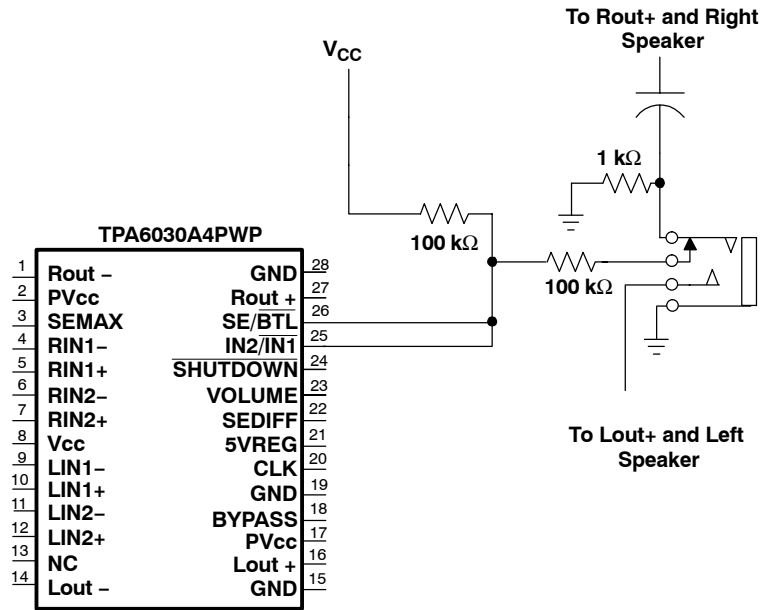 To Rout+ and Right
Speaker
VCC
1 kΩ
100 kΩ
100 kΩ
TPA6030A4PWP
1 Rout − GND 28
2 PVcc Rout + 27
3 SEMAX SE/BTL 26
4 RIN1− IN2/IN1 25
5 RIN1+ SHUTDOWN 24
6 RIN2− VOLUME 23
7 RIN2+ SEDIFF 22
8 Vcc 5VREG 21
9 LIN1− CLK 20
10 LIN1+ GND 19
11 LIN2− BYPASS 18
12 LIN2+ PVcc 17
13 NC Lout + 16
14 Lout − GND 15
To Lout+ and Left
Speaker